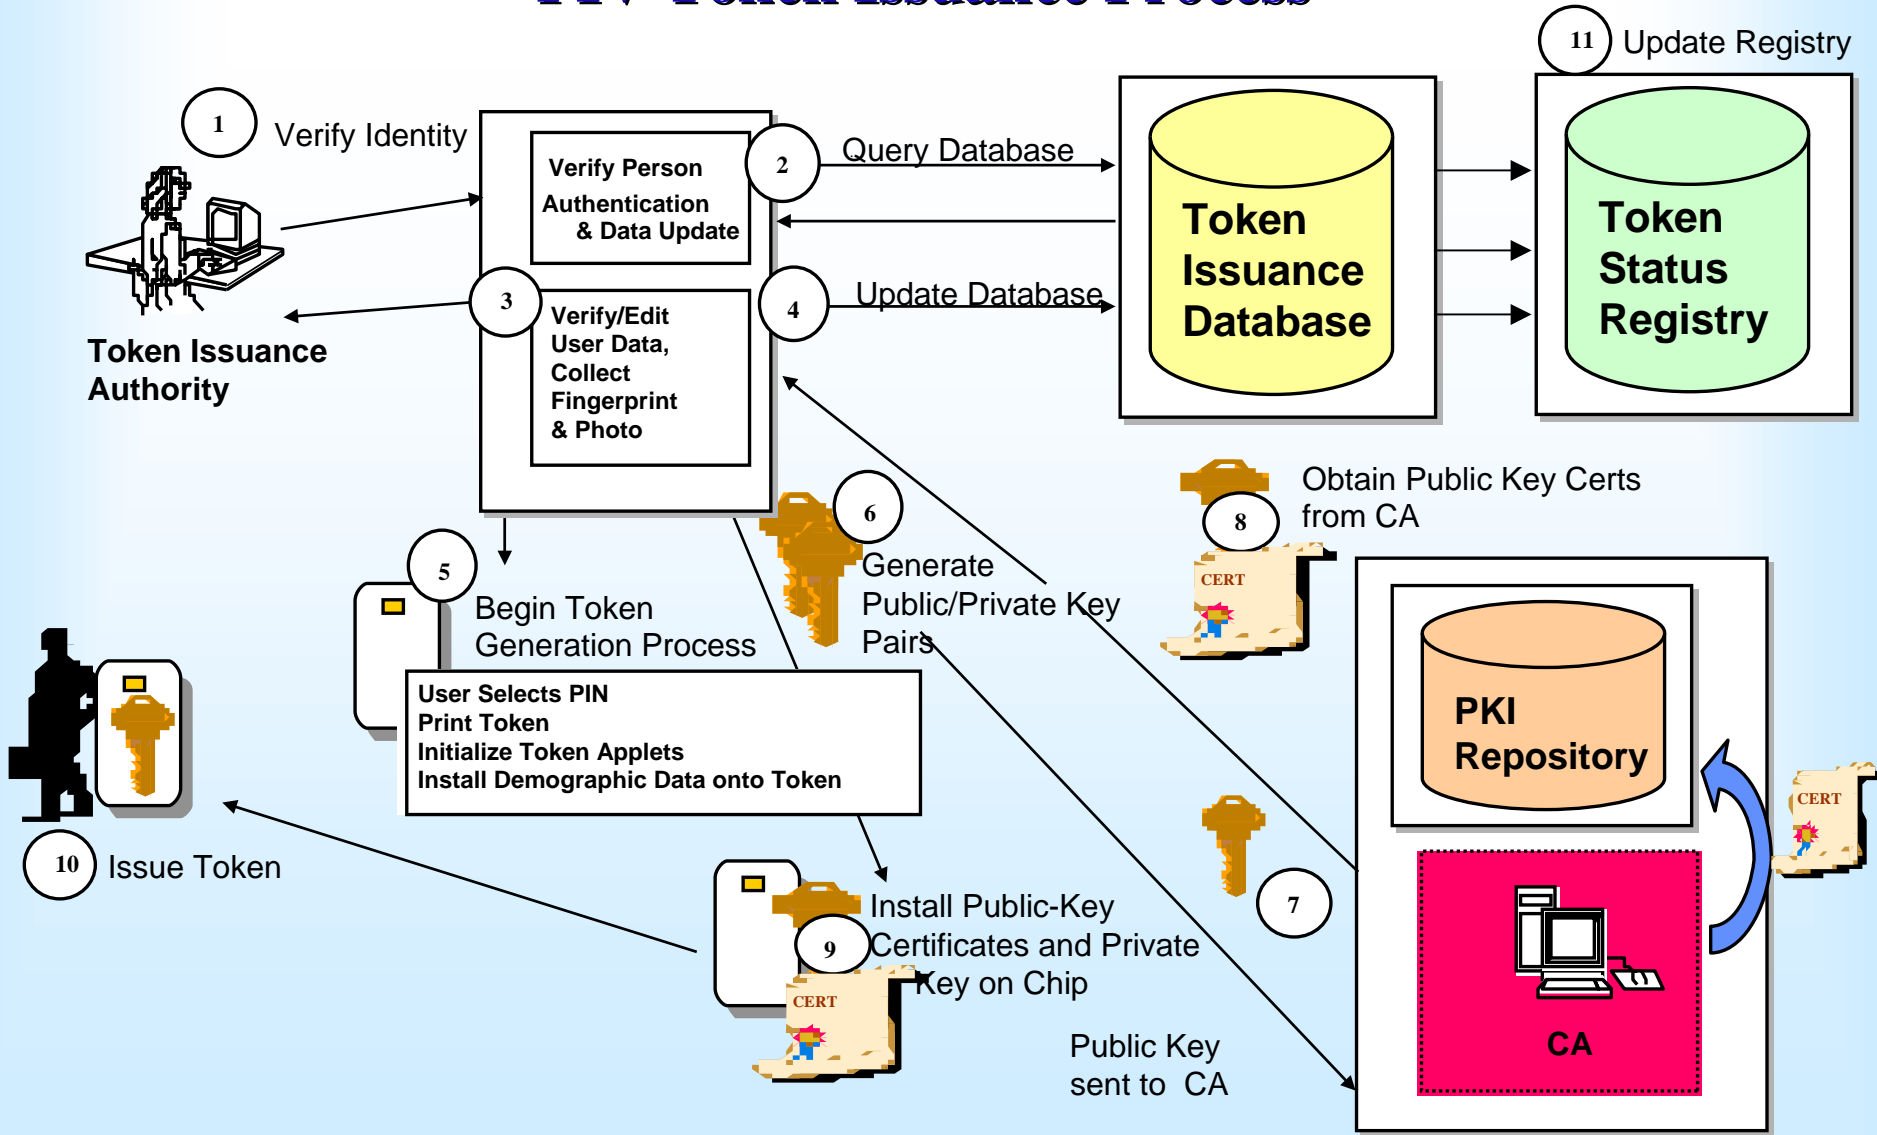 PIV Token Issuance Process
11 Update Registry
1 Verify Identity
Verify Person
Authentication
& Data Update
2 Query Database
3
Verify/Edit
User Data,
Collect
Fingerprint
& Photo
4 Update Database
Token
Issuance
Database
Token
Status
Registry
Token Issuance
Authority
5
Begin Token
Generation Process
User Selects PIN
Print Token
Initialize Token Applets
Install Demographic Data onto Token
6
Generate
Public/Private Key
Pairs
8
Obtain Public Key Certs
from CA
CERT
PKI
Repository
CERT
CA
7
Public Key
sent to CA
9
Install Public-Key
Certificates and Private
Key on Chip
CERT
10 Issue Token